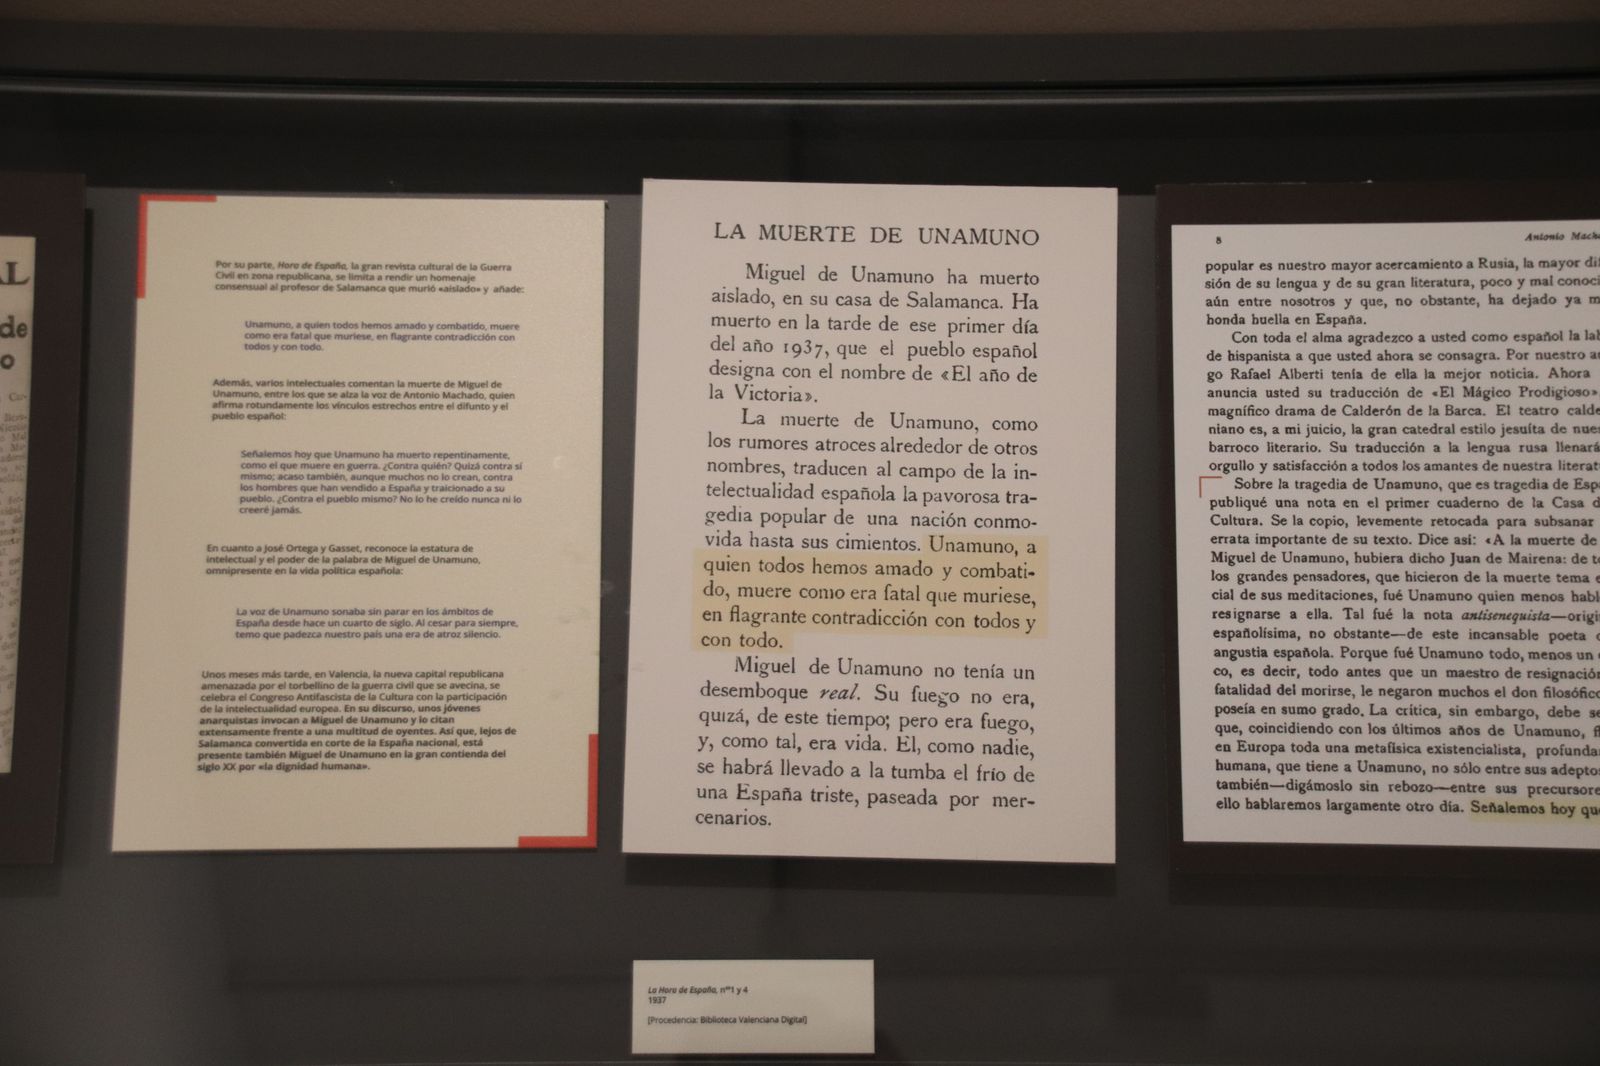 AL
de
o
Por su parte, Hora de España, la gran revista cultural de la Guerra
Civil en zona republicana, se limita a rendir un homenaje
consensual al profesor de Salamanca que murió «aislado» y añade:
Unamuno, a quien todos hemos amado y combatido, muere
como era fatal que muriese, en flagrante contradicción con
todos y con todo.
Además, varios intelectuales comentan la muerte de Miguel de
Unamuno, entre los que se alza la voz de Antonio Machado, quien
afirma rotundamente los vínculos estrechos entre el difunto y el
pueblo español:
Señalemos hoy que Unamuno ha muerto repentinamente,
como el que muere en guerra. ¿Contra quién? Quizá contra sí
mismo; acaso también, aunque muchos no lo crean, contra
los hombres que han vendido a España y traicionado a su
pueblo. ¿Contra el pueblo mismo? No lo he creído nunca ni lo
creeré jamás.
En cuanto a José Ortega y Gasset, reconoce la estatura de
intelectual y el poder de la palabra de Miguel de Unamuno,
omnipresente en la vida política española:
La voz de Unamuno sonaba sin parar en los ámbitos de
España desde hace un cuarto de siglo. Al cesar para siempre,
temo que padezca nuestro país una era de atroz silencio.
Unos meses más tarde, en Valencia, la nueva capital republicana
amenazada por el torbellino de la guerra civil que se avecina, se
celebra el Congreso Antifascista de la Cultura con la participación
de la intelectualidad europea. En su discurso, unos jóvenes
anarquistas invocan a Miguel de Unamuno y lo citan
extensamente frente a una multitud de oyentes. Así que, lejos de
Salamanca convertida en corte de la España nacional, está
presente también Miguel de Unamuno en la gran contienda del
siglo XX por «la dignidad humana».
LA MUERTE DE UNAMUNO
Miguel de Unamuno ha muerto
aislado, en su casa de Salamanca. Ha
muerto en la tarde de ese primer día
del año 1937, que el pueblo español
designa con el nombre de «El año de
la Victoria».
La muerte de Unamuno, como
los rumores atroces alrededor de otros
nombres, traducen al campo de la in-
telectualidad española la pavorosa tra-
gedia popular de una nación conmo-
vida hasta sus cimientos. Unamuno, a
quien todos hemos amado y combati-
do, muere como era fatal que muriese,
en flagrante contradicción con todos y
con todo.
Miguel de Unamuno no tenía un
desemboque real. Su fuego no era,
quizá, de este tiempo; pero era fuego,
y, como tal, era vida. El, como nadie,
se habrá llevado a la tumba el frío de
una España triste, paseada por mer-
cenarios.
8 Antonio Mach
popular es nuestro mayor acercamiento a Rusia, la mayor dif
sión de su lengua y de su gran literatura, poco y mal conoci
aún entre nosotros y que, no obstante, ha dejado ya m
honda huella en España.
Con toda el alma agradezco a usted como español la lab
de hispanista a que usted ahora se consagra. Por nuestro a
go Rafael Alberti tenía de ella la mejor noticia. Ahora
anuncia usted su traducción de «El Mágico Prodigioso»
magnífico drama de Calderón de la Barca. El teatro calde
niano es, a mi juicio, la gran catedral estilo jesuíta de nues
barroco literario. Su traducción a la lengua rusa llenará
orgullo y satisfacción a todos los amantes de nuestra literat
Sobre la tragedia de Unamuno, que es tragedia de Esp
publiqué una nota en el primer cuaderno de la Casa d
Cultura. Se la copio, levemente retocada para subsanar
errata importante de su texto. Dice así: «A la muerte de
Miguel de Unamuno, hubiera dicho Juan de Mairena: de to
los grandes pensadores, que hicieron de la muerte tema e
cial de sus meditaciones, fué Unamuno quien menos habl
resignarse a ella. Tal fué la nota antisenequista—origi
españolísima, no obstante—de este incansable poeta d
angustia española. Porque fué Unamuno todo, menos un e
co, es decir, todo antes que un maestro de resignación
fatalidad del morirse, le negaron muchos el don filosófico
poseía en sumo grado. La crítica, sin embargo, debe se
que, coincidiendo con los últimos años de Unamuno, fl
en Europa toda una metafísica existencialista, profunda
humana, que tiene a Unamuno, no sólo entre sus adeptos
también—digámoslo sin rebozo—entre sus precursore
ello hablaremos largamente otro día. Señalemos hoy que
La Hora de España, nos 1 y 4
1937
[Procedencia: Biblioteca Valenciana Digital]